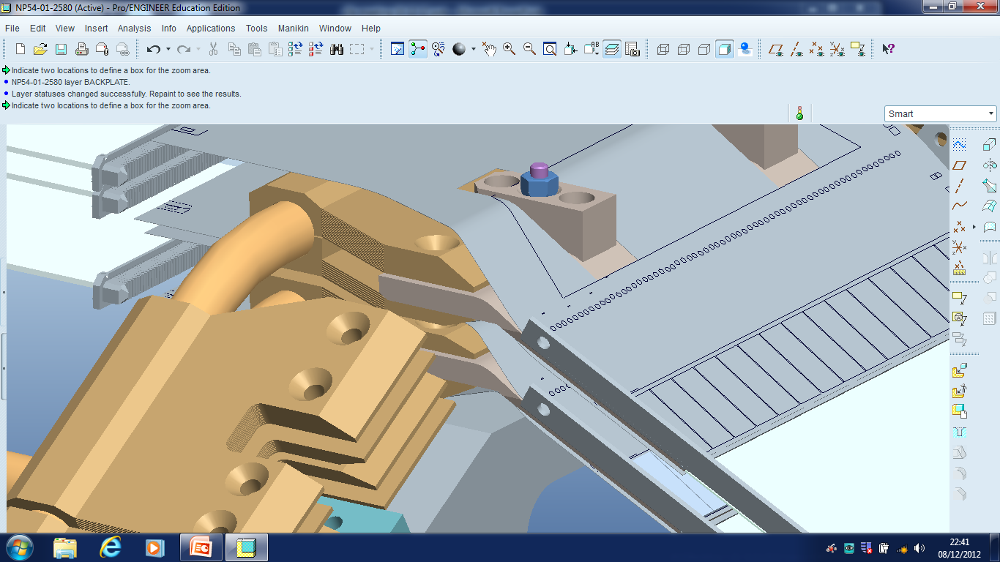 NP54-01-2580 (Active) - Pro/ENGINEER Education Edition
File Edit View Insert Analysis Info Applications Tools Manikin Window Help
Indicate two locations to define a box for the zoom area.
NP54-01-2580 layer BACKPLATE.
Layer statuses changed successfully. Repaint to see the results.
Indicate two locations to define a box for the zoom area.
Smart
22:41
08/12/2012